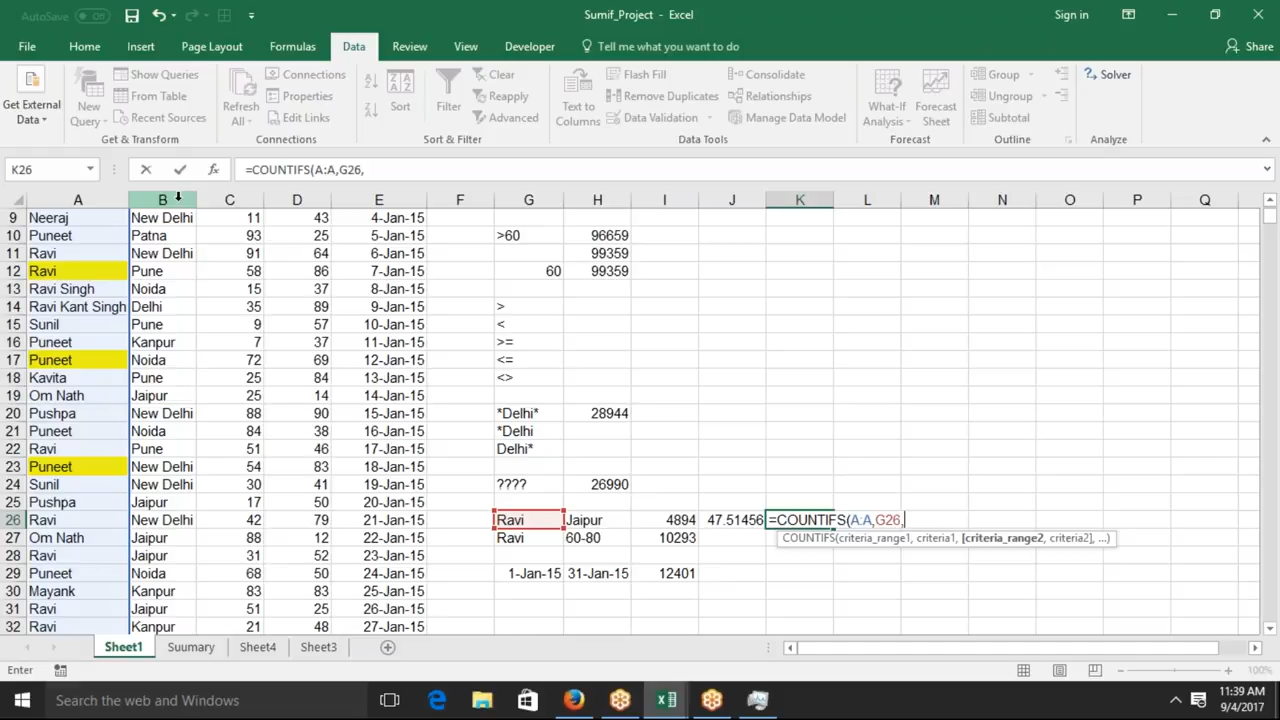 AutoSave Off Sumif_Project - Excel Sign in
File Home Insert Page Layout Formulas Data Review View Developer Tell me what you want to do Share
Get External Data New Query Show Queries From Table Recent Sources Refresh All Connections Properties Edit Links Sort Filter Clear Reapply Advanced Text to Columns Flash Fill Remove Duplicates Data Validation Consolidate Relationships Manage Data Model What-If Analysis Forecast Sheet Group Ungroup Subtotal Solver
Get & Transform Connections Sort & Filter Data Tools Forecast Outline Analyze
K26 fx =COUNTIFS(A:A,G26,
A B C D E F G H I J K L M N O P Q
9 Neeraj New Delhi 11 43 4-Jan-15
10 Puneet Patna 93 25 5-Jan-15 >60 96659
11 Ravi New Delhi 91 64 6-Jan-15 99359
12 Ravi Pune 58 86 7-Jan-15 60 99359
13 Ravi Singh Noida 15 37 8-Jan-15
14 Ravi Kant Singh Delhi 35 89 9-Jan-15 >
15 Sunil Pune 9 57 10-Jan-15 <
16 Puneet Kanpur 7 37 11-Jan-15 >=
17 Puneet Noida 72 69 12-Jan-15 <=
18 Kavita Pune 25 84 13-Jan-15 <>
19 Om Nath Jaipur 25 14 14-Jan-15
20 Pushpa New Delhi 88 90 15-Jan-15 *Delhi* 28944
21 Puneet Noida 84 38 16-Jan-15 *Delhi
22 Ravi Pune 51 46 17-Jan-15 Delhi*
23 Puneet New Delhi 54 83 18-Jan-15
24 Sunil New Delhi 30 41 19-Jan-15 ???? 26990
25 Pushpa Jaipur 17 50 20-Jan-15
26 Ravi New Delhi 42 79 21-Jan-15 Ravi Jaipur 4894 47.51456 =COUNTIFS(A:A,G26,
27 Om Nath Jaipur 88 12 22-Jan-15 Ravi 60-80 10293
COUNTIFS(criteria_range1, criteria1, [criteria_range2, criteria2], ...)
28 Ravi Jaipur 31 52 23-Jan-15
29 Puneet Noida 68 50 24-Jan-15 1-Jan-15 31-Jan-15 12401
30 Mayank Kanpur 83 83 25-Jan-15
31 Ravi Jaipur 51 25 26-Jan-15
32 Ravi Kanpur 21 48 27-Jan-15
Sheet1 Suumary Sheet4 Sheet3
Enter 100%
Search the web and Windows 11:39 AM
9/4/2017